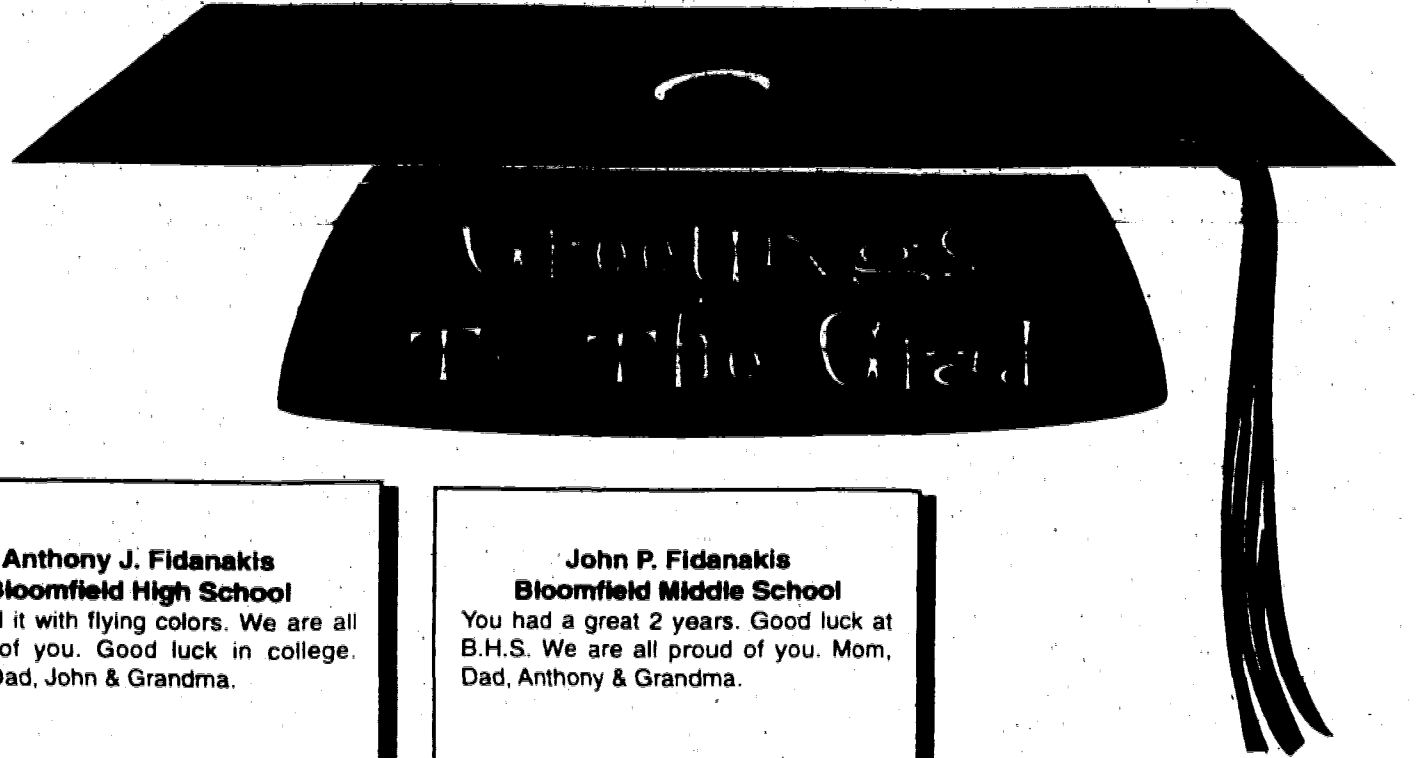 Greetings
To The Grad
Anthony J. Fidanakis
Bloomfield High School
it with flying colors. We are all
of you. Good luck in college.
Dad, John & Grandma.
John P. Fidanakis
Bloomfield Middle School
You had a great 2 years. Good luck at
B.H.S. We are all proud of you. Mom,
Dad, Anthony & Grandma.